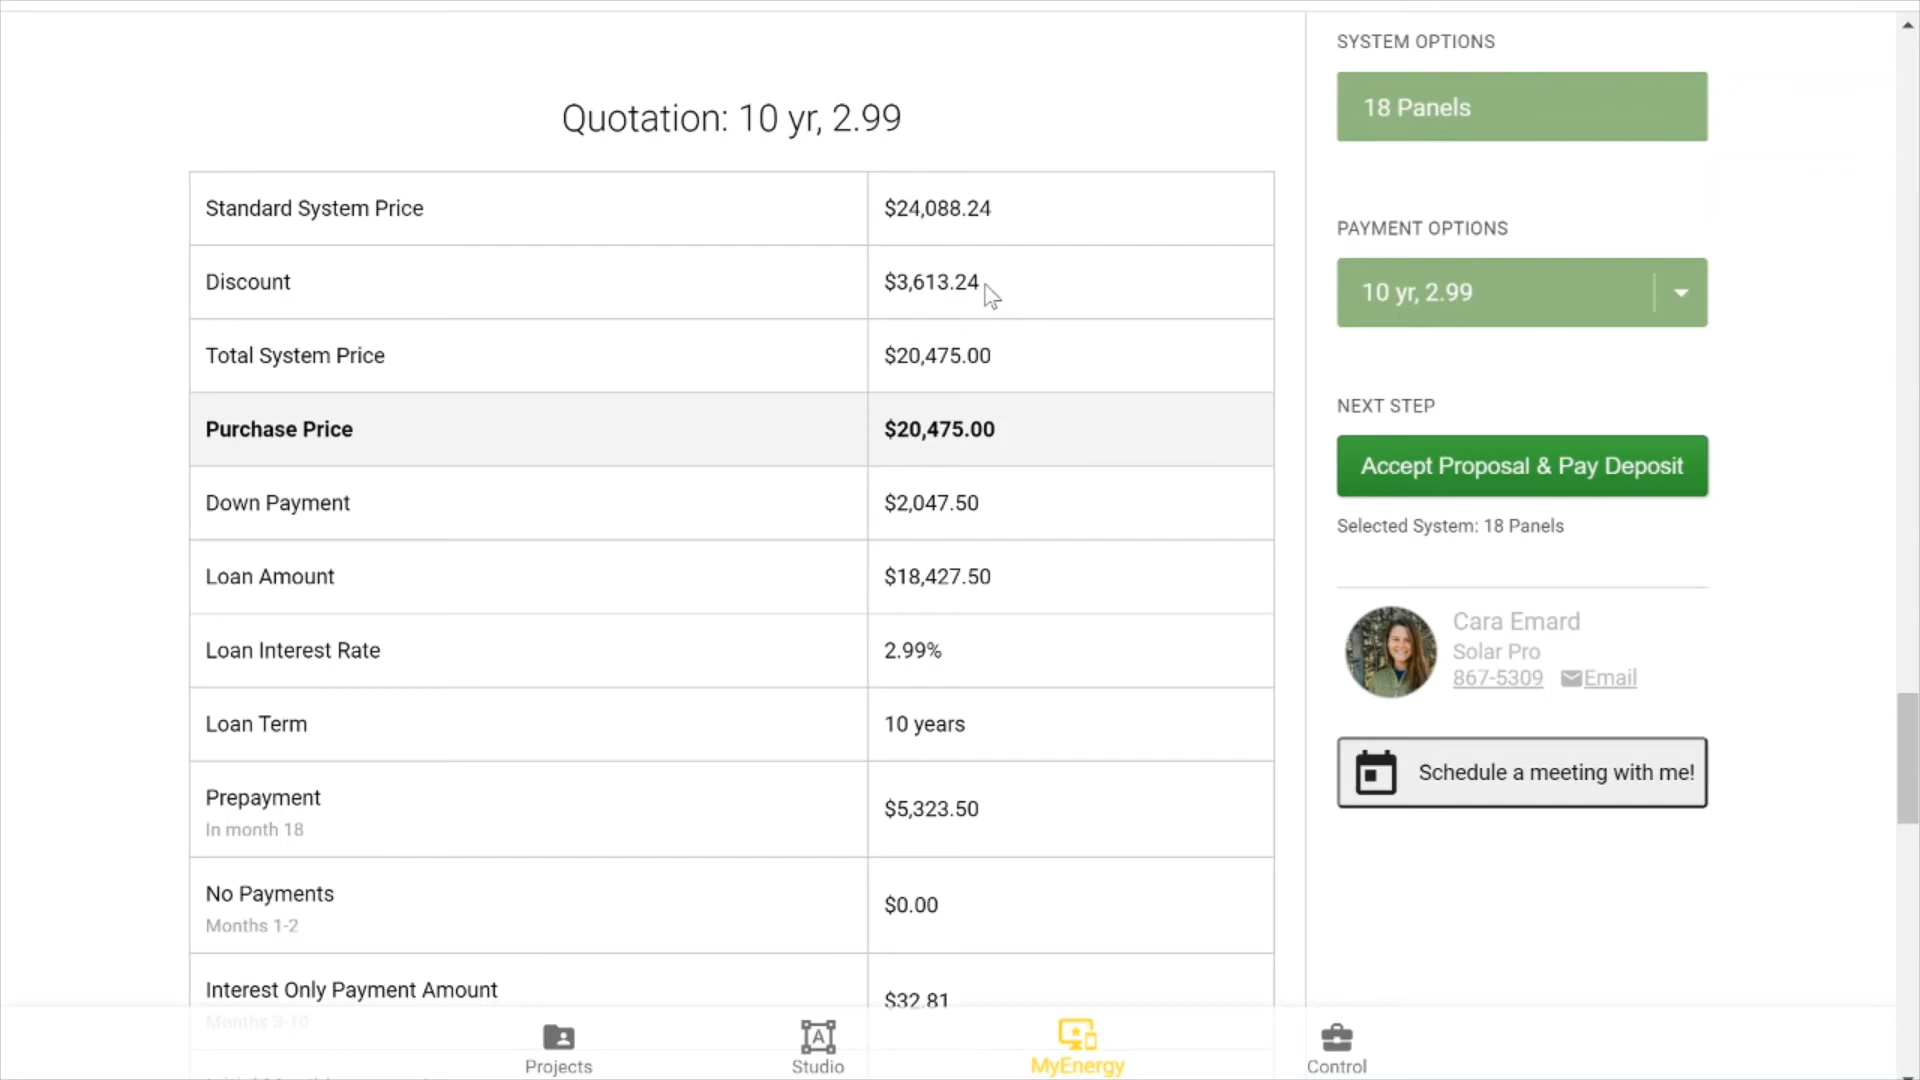 Quotation: 10 yr, 2.99
Standard System Price $24,088.24
Discount $3,613.24
Total System Price $20,475.00
Purchase Price $20,475.00
Down Payment $2,047.50
Loan Amount $18,427.50
Loan Interest Rate 2.99%
Loan Term 10 years
Prepayment $5,323.50
In month 18
No Payments $0.00
Months 1-2
Interest Only Payment Amount $32.81
Months 3-10
SYSTEM OPTIONS
18 Panels
PAYMENT OPTIONS
10 yr, 2.99
NEXT STEP
Accept Proposal & Pay Deposit
Selected System: 18 Panels
Cara Emard
Solar Pro
867-5309 Email
Schedule a meeting with me!
Projects Studio MyEnergy Control